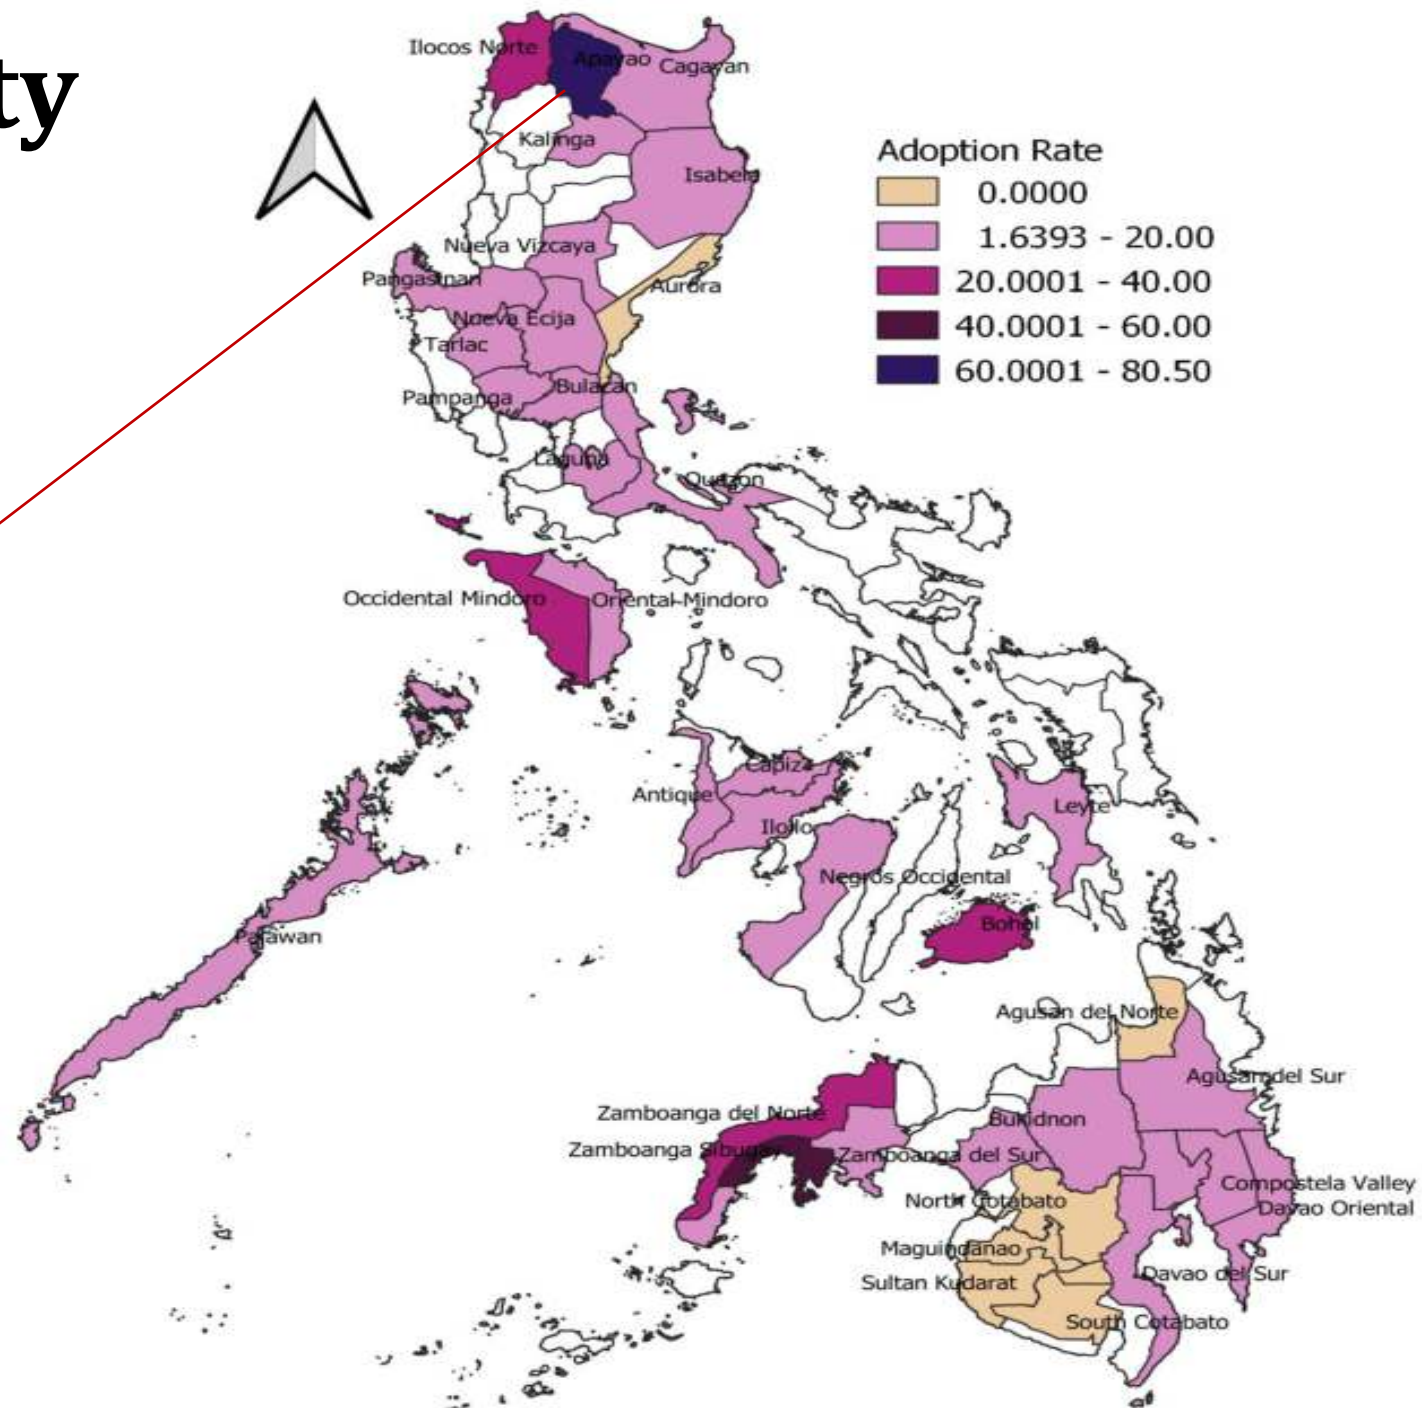 ty
Ilocos Norte
Apayao
Cagayan
Kalinga
Isabela
Adoption Rate
0.0000
1.6393 - 20.00
20.0001 - 40.00
40.0001 - 60.00
60.0001 - 80.50
Nueva Vizcaya
Pangasinan
Aurora
Nueva Ecija
Tarlac
Bulacan
Pampanga
Laguna
Quezon
Occidental Mindoro
Oriental Mindoro
Capiz
Antique
Leyte
Iloilo
Negros Occidental
Bohol
Palawan
Agusan del Norte
Agusan del Sur
Zamboanga del Norte
Bukidnon
Zamboanga Sibugay
Zamboanga del Sur
Compostela Valley
North Cotabato
Davao Oriental
Maguindanao
Davao del Sur
Sultan Kudarat
South Cotabato